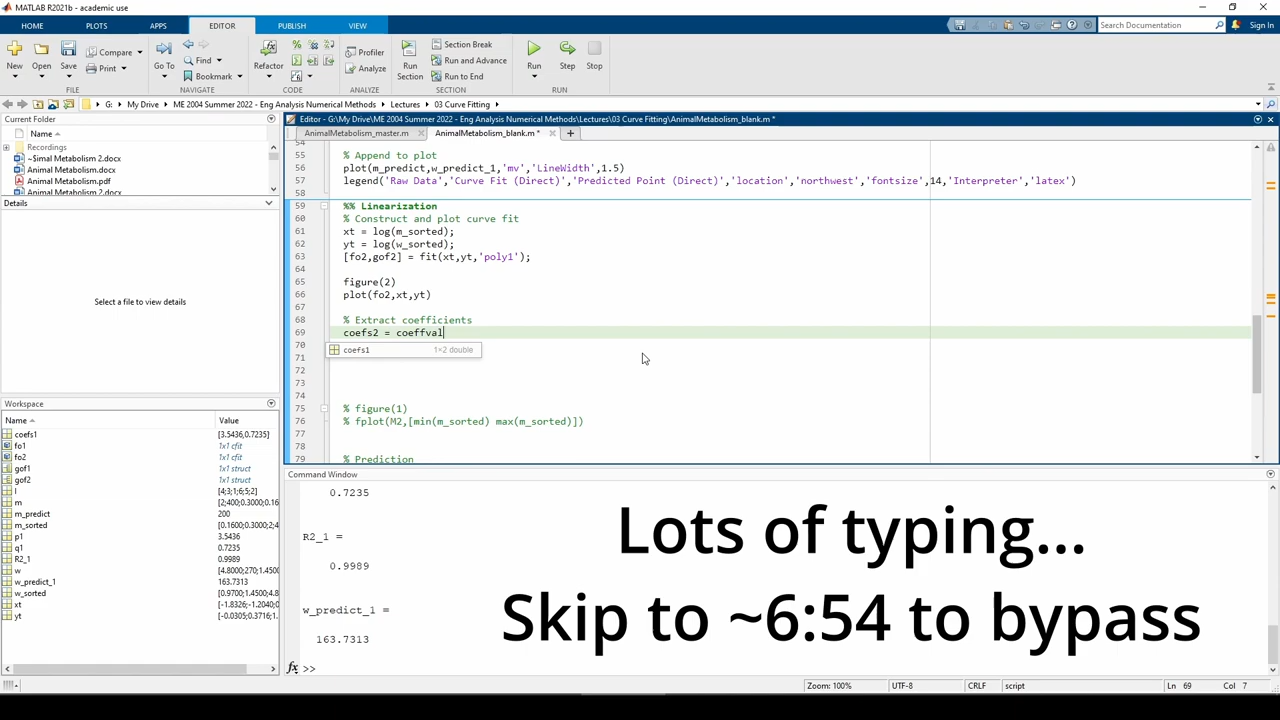 MATLAB R2021b - academic use
HOME PLOTS APPS EDITOR PUBLISH VIEW
Search Documentation
Sign In
New Open Save Compare Print
Go To Find Bookmark
Refactor
Profiler Analyze
Run Section
Section Break Run and Advance Run to End
Run Step Stop
FILE NAVIGATE CODE ANALYZE SECTION RUN
G: My Drive ME 2004 Summer 2022 - Eng Analysis Numerical Methods Lectures 03 Curve Fitting
Current Folder
Name
Recordings
~$imal Metabolism 2.docx
AnimalMetabolism.docx
AnimalMetabolism.pdf
AnimalMetabolism 2.docx
Details
Select a file to view details
Workspace
Name Value
coefs1 [3.5436,0.7235]
fo1 1x1 cfit
fo2 1x1 cfit
gof1 1x1 struct
gof2 1x1 struct
I [4;3;1;6;5;2]
m [2;400;0.3000;0.16
m_predict 200
m_sorted [0.1600;0.3000;2;4
p1 3.5436
q1 0.7235
R2_1 0.9989
w [4.8000;270;1.450
w_predict_1 163.7313
w_sorted [0.9700;1.4500;4.8
xt [-1.8326;-1.2040;0
yt [-0.0305;0.3716;1.
Editor - G:\My Drive\ME 2004 Summer 2022 - Eng Analysis Numerical Methods\Lectures\03 Curve Fitting\AnimalMetabolism_blank.m *
AnimalMetabolism_master.m AnimalMetabolism_blank.m *
54
55 % Append to plot
56 plot(m_predict,w_predict_1,'mv','LineWidth',1.5)
57 legend('Raw Data','Curve Fit (Direct)','Predicted Point (Direct)','location','northwest','fontsize',14,'Interpreter','latex')
58
59 %% Linearization
60 % Construct and plot curve fit
61 xt = log(m_sorted);
62 yt = log(w_sorted);
63 [fo2,gof2] = fit(xt,yt,'poly1');
64
65 figure(2)
66 plot(fo2,xt,yt)
67
68 % Extract coefficients
69 coefs2 = coeffval
70 coefs1 1×2 double
71
72
73
74
75 % figure(1)
76 % fplot(M2,[min(m_sorted) max(m_sorted)])
77
78
79 % Prediction
Command Window
0.7235
R2_1 =
0.9989
w_predict_1 =
163.7313
fx >>
Lots of typing...
Skip to ~6:54 to bypass
Zoom: 100% UTF-8 CRLF script Ln 69 Col 7